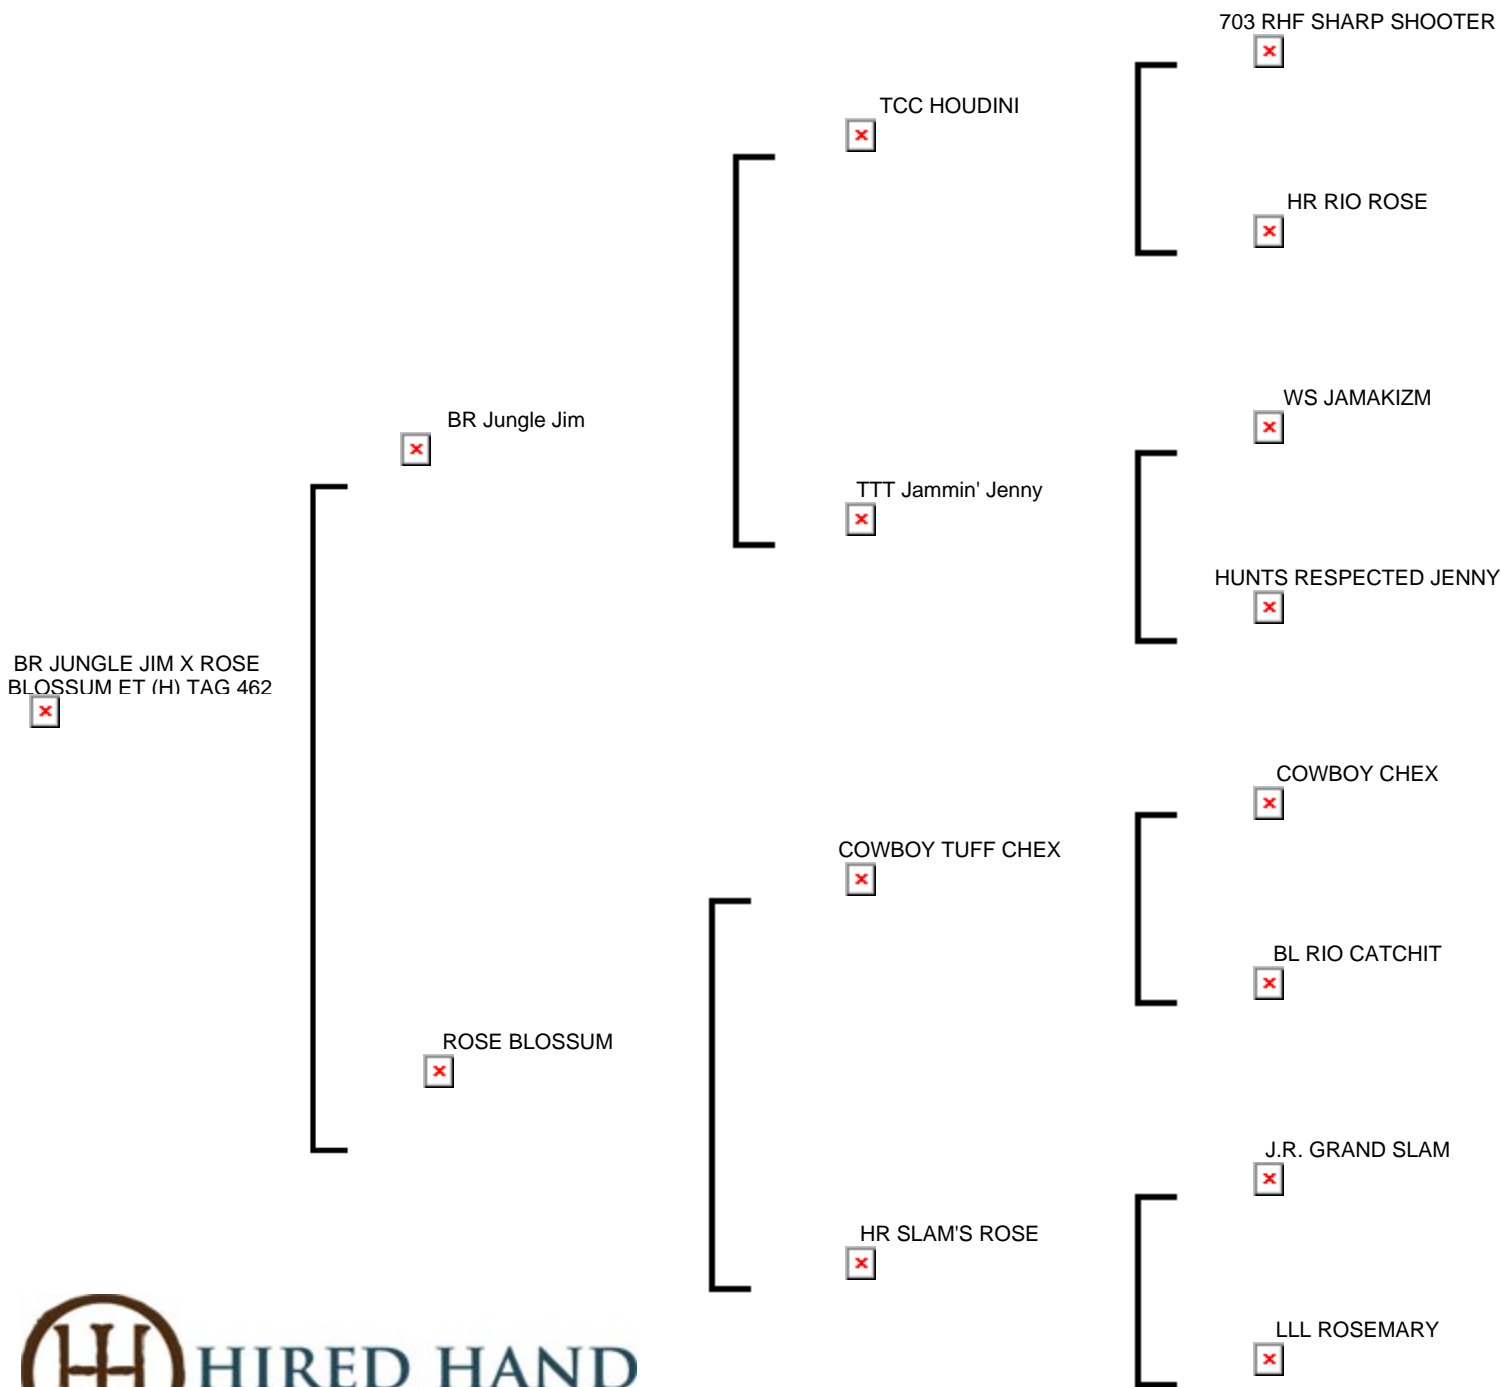 703 RHF SHARP SHOOTER
TCC HOUDINI
HR RIO ROSE
WS JAMAKIZM
BR Jungle Jim
TTT Jammin' Jenny
HUNTS RESPECTED JENNY
BR JUNGLE JIM X ROSE
BLOSSUM ET (H) TAG 462
COWBOY CHEX
COWBOY TUFF CHEX
BL RIO CATCHIT
ROSE BLOSSUM
J.R. GRAND SLAM
HR SLAM'S ROSE
LLL ROSEMARY
HIRED HAND